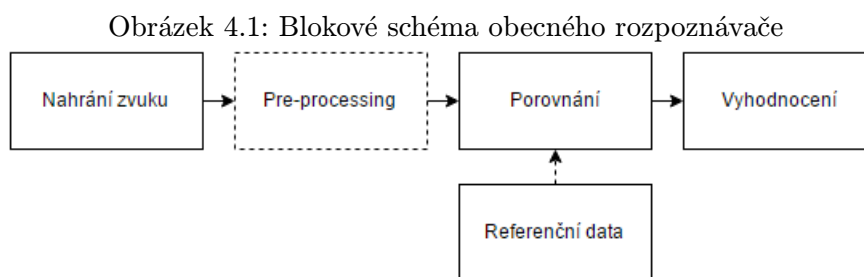 Obrázek 4.1: Blokové schéma obecného rozpoznávače
Nahrání zvuku
Pre-processing
Porovnání
Vyhodnocení
Referenční data